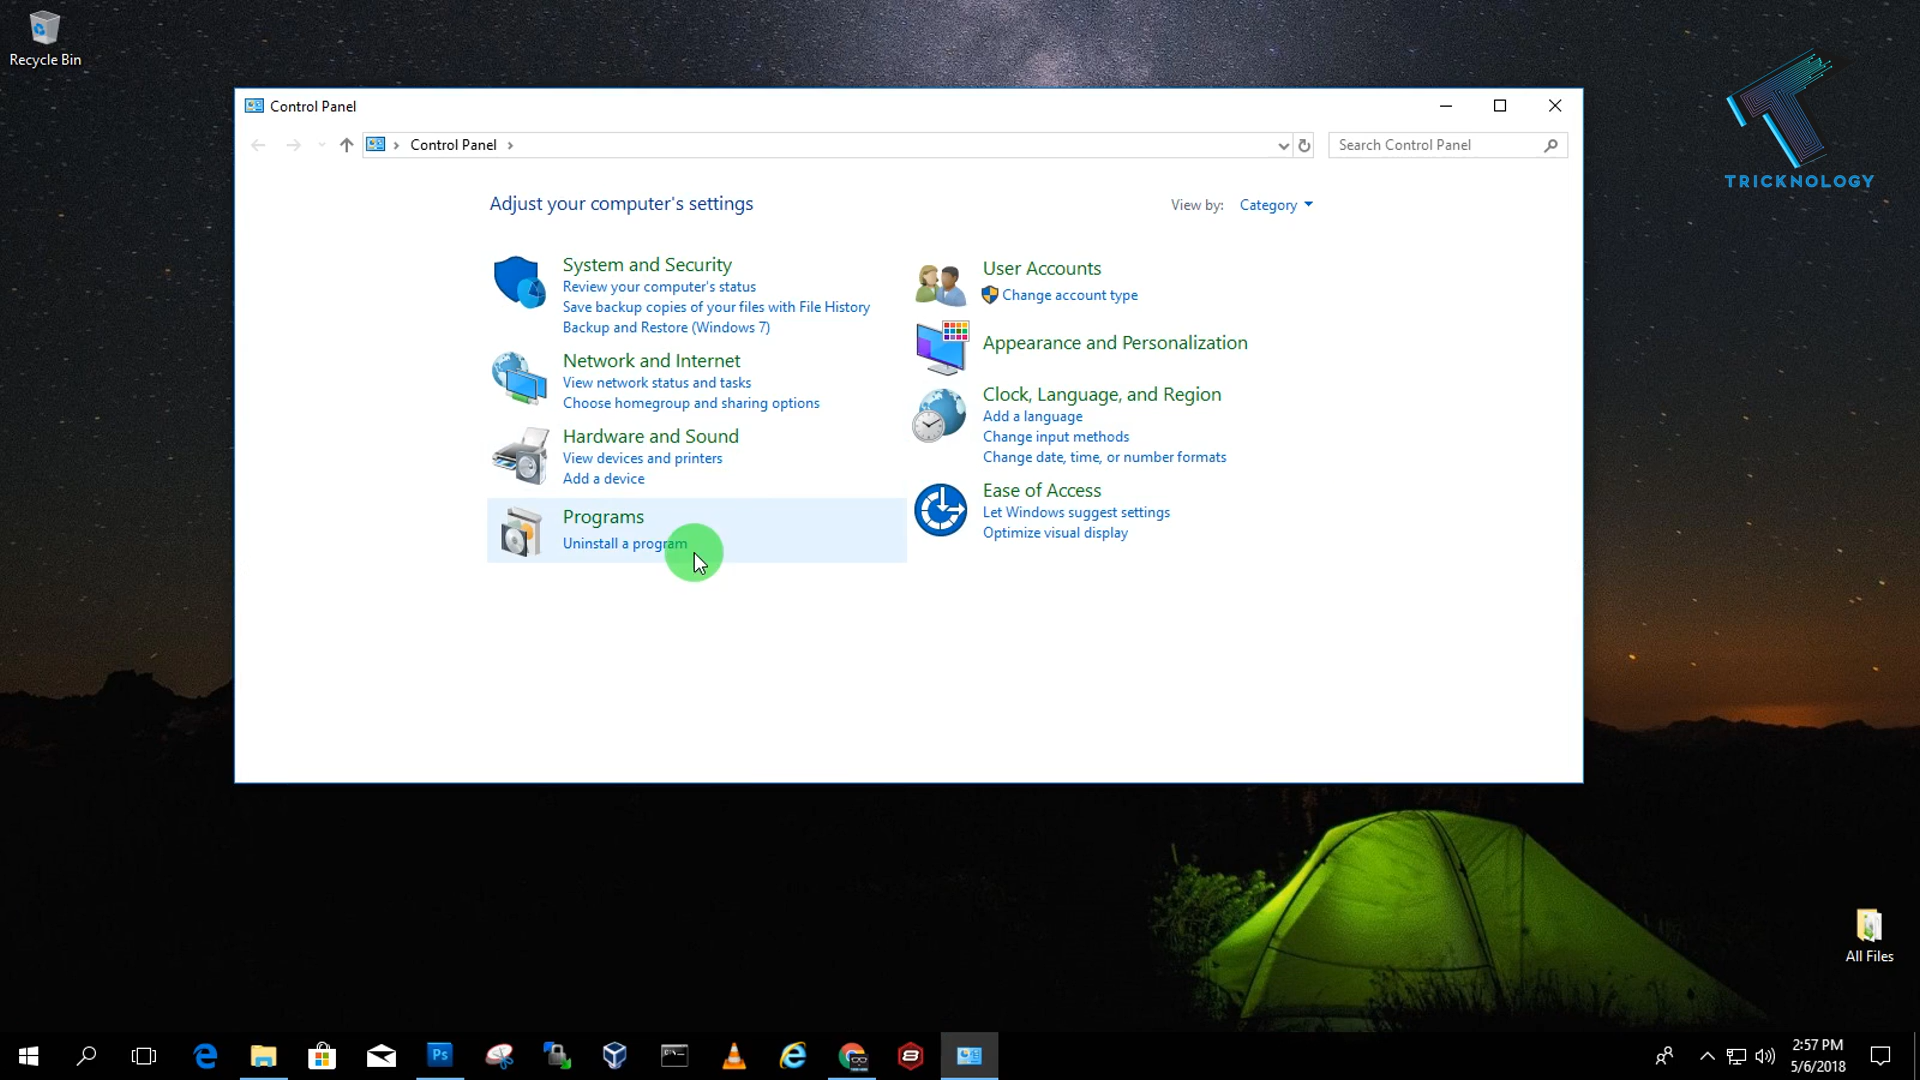 Recycle Bin
Control Panel
Control Panel
Search Control Panel
TRICKNOLOGY
Adjust your computer's settings
View by: Category
System and Security
Review your computer's status
Save backup copies of your files with File History
Backup and Restore (Windows 7)
Network and Internet
View network status and tasks
Choose homegroup and sharing options
Hardware and Sound
View devices and printers
Add a device
Programs
Uninstall a program
User Accounts
Change account type
Appearance and Personalization
Clock, Language, and Region
Add a language
Change input methods
Change date, time, or number formats
Ease of Access
Let Windows suggest settings
Optimize visual display
All Files
Ps
2:57 PM
5/6/2018